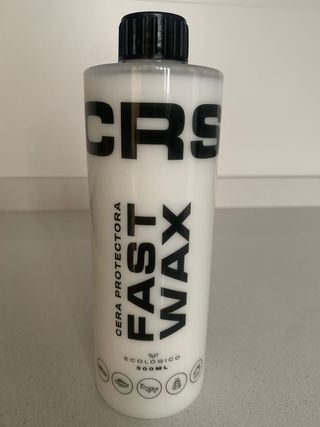 CRS
CERA PROTECTORA
FAST
WAX
ECOLÓGICO
500ML